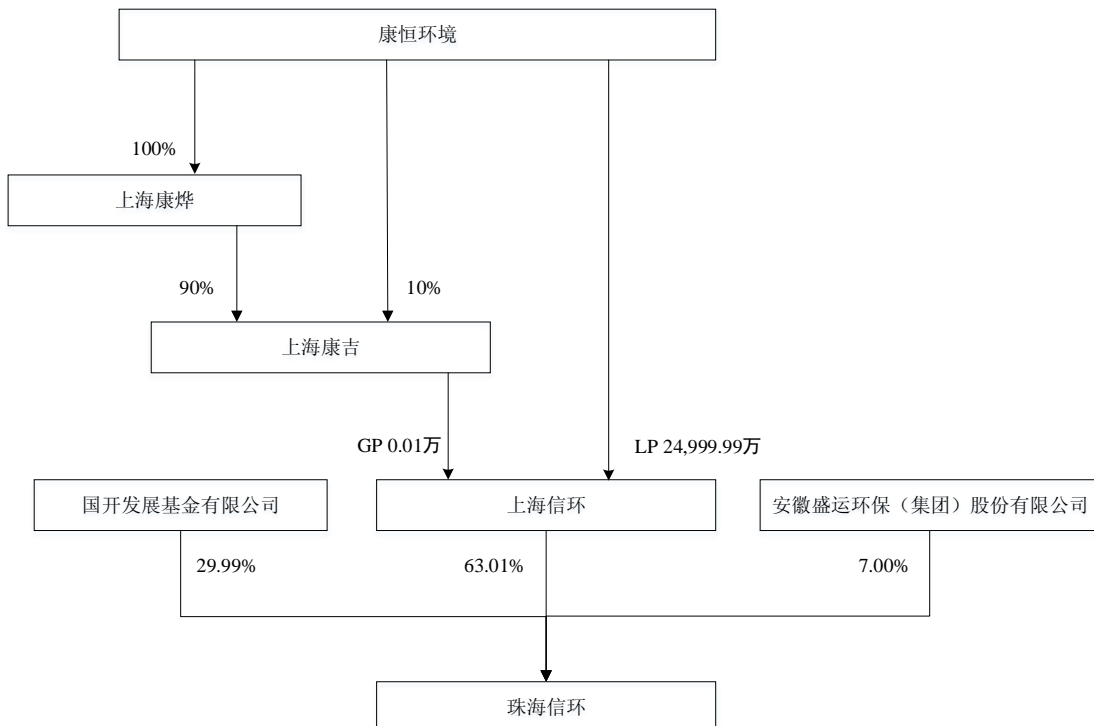 康恒环境
100%
上海康烨
90%
10%
上海康吉
GP 0.01万
LP 24,999.99万
国开发展基金有限公司
上海信环
安徽盛运环保（集团）股份有限公司
29.99%
63.01%
7.00%
珠海信环